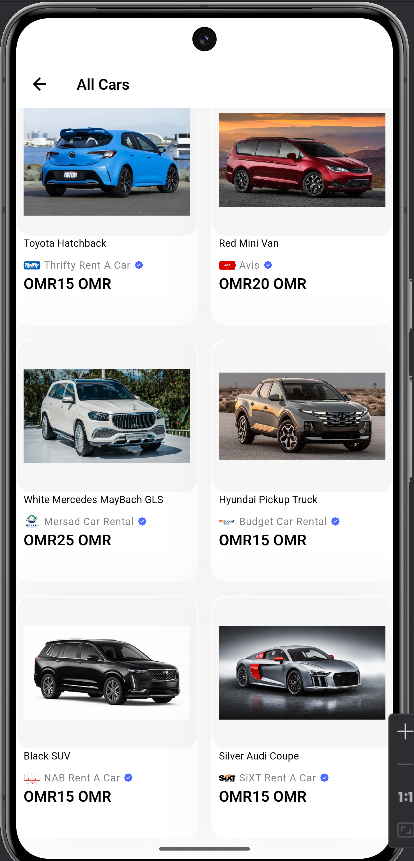 All Cars
Toyota Hatchback
Thrifty Rent A Car
OMR15 OMR
Red Mini Van
Avis
OMR20 OMR
White Mercedes MayBach GLS
Mersad Car Rental
OMR25 OMR
Hyundai Pickup Truck
Budget Car Rental
OMR15 OMR
Black SUV
NAB Rent A Car
OMR15 OMR
Silver Audi Coupe
SIXT
SiXT Rent A Car
OMR15 OMR
1:1